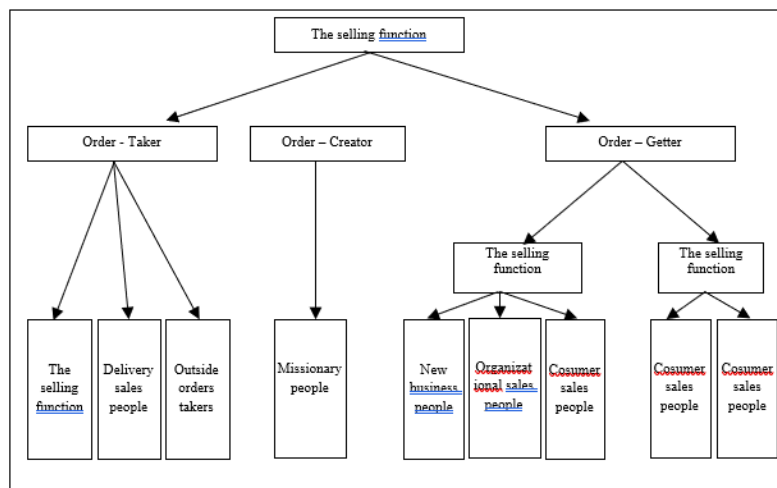 The selling function
Order - Taker
Order – Creator
Order – Getter
The selling
function
The selling
function
The
selling
function
Delivery
sales
people
Outside
orders
takers
Missionary
people
New
business
people
Organizat
ional sales
people
Cosumer
sales
people
Cosumer
sales
people
Cosumer
sales
people